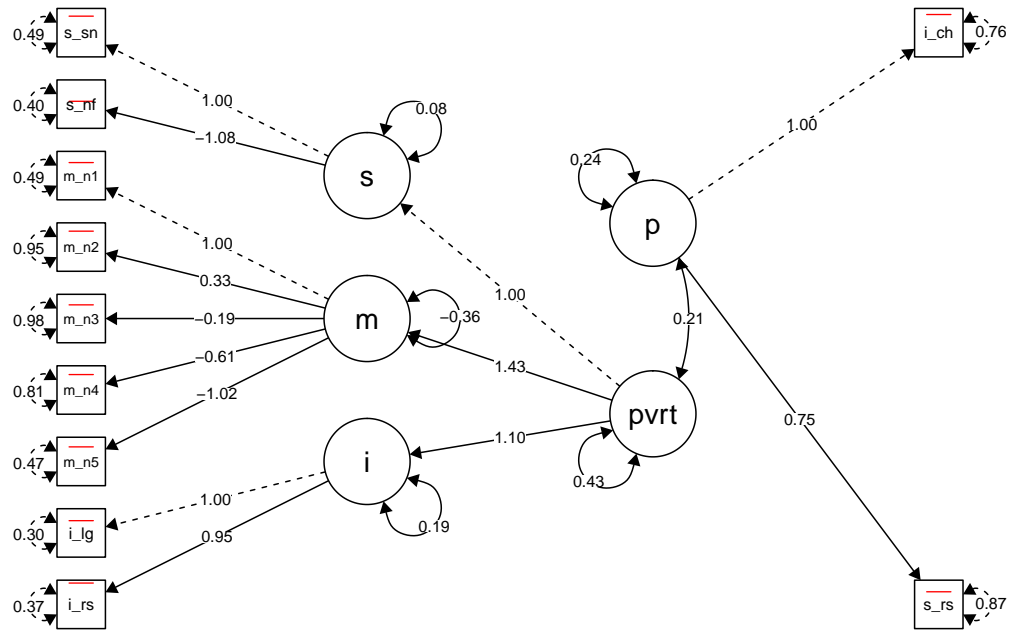 0.49
s_sn
0.40
s_nf
0.49
m_n1
0.95
m_n2
0.98
m_n3
0.81
m_n4
0.47
m_n5
0.30
i_lg
0.37
i_rs
1.00
−1.08
1.00
0.33
−0.19
−0.61
−1.02
1.00
0.95
s
0.08
m
−0.36
i
0.19
1.00
1.43
1.10
0.24
p
0.21
pvrt
0.43
1.00
0.75
i_ch
0.76
s_rs
0.87